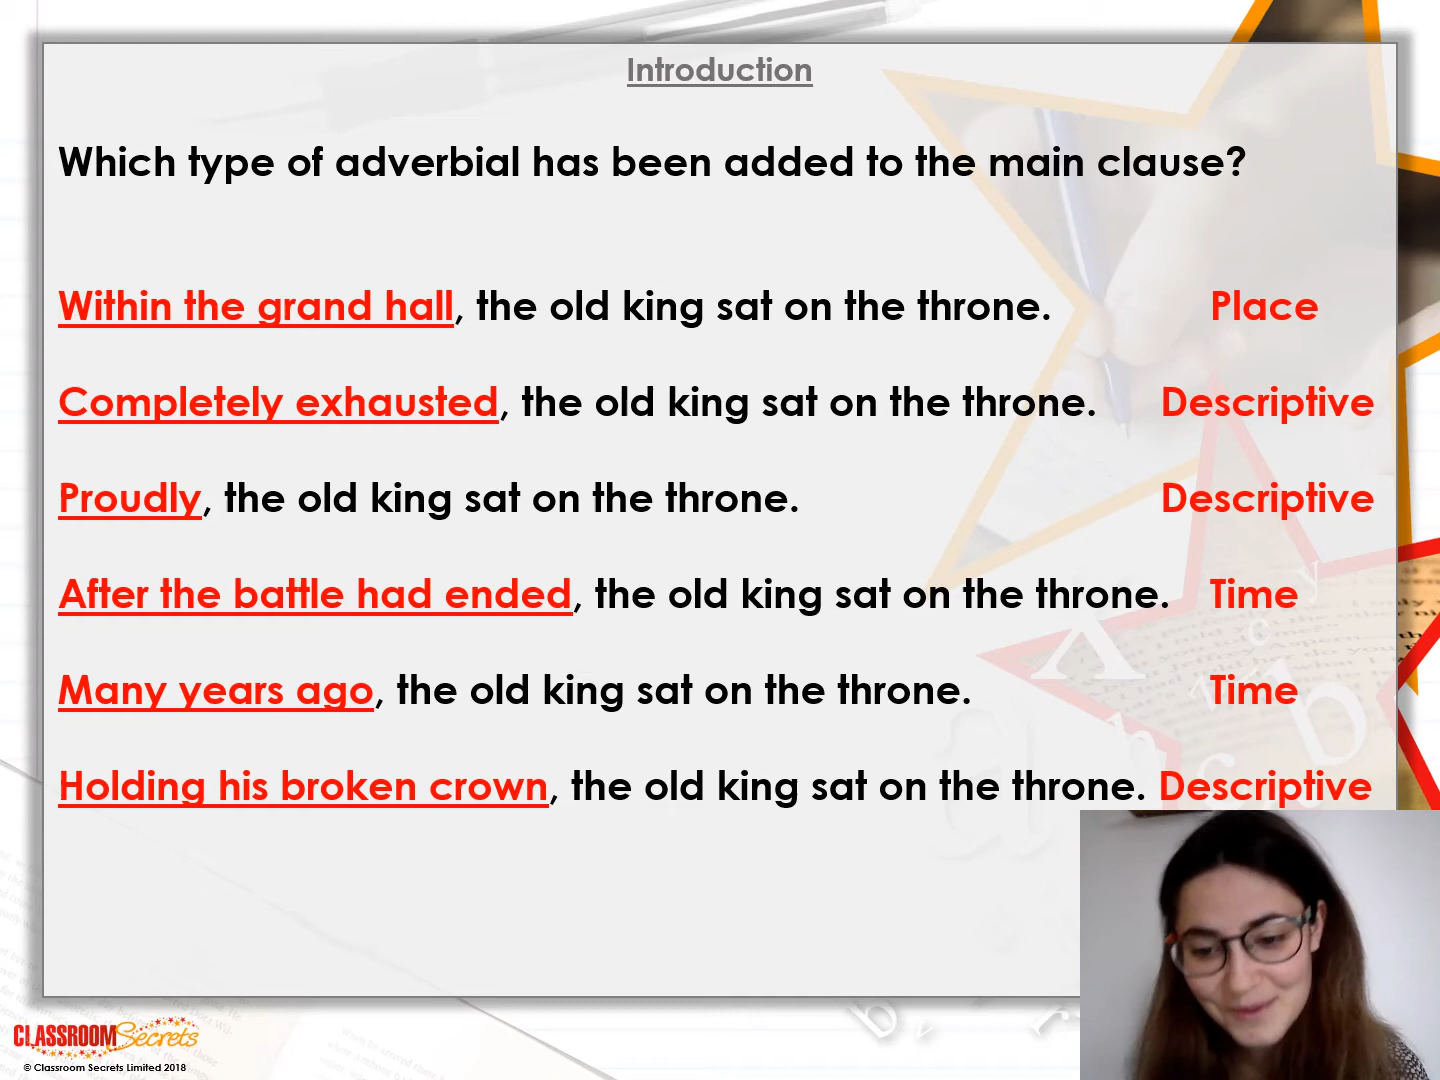 Introduction
Which type of adverbial has been added to the main clause?
Within the grand hall, the old king sat on the throne. Place
Completely exhausted, the old king sat on the throne. Descriptive
Proudly, the old king sat on the throne. Descriptive
After the battle had ended, the old king sat on the throne. Time
Many years ago, the old king sat on the throne. Time
Holding his broken crown, the old king sat on the throne. Descriptive
CLASSROOM Secrets
© Classroom Secrets Limited 2018